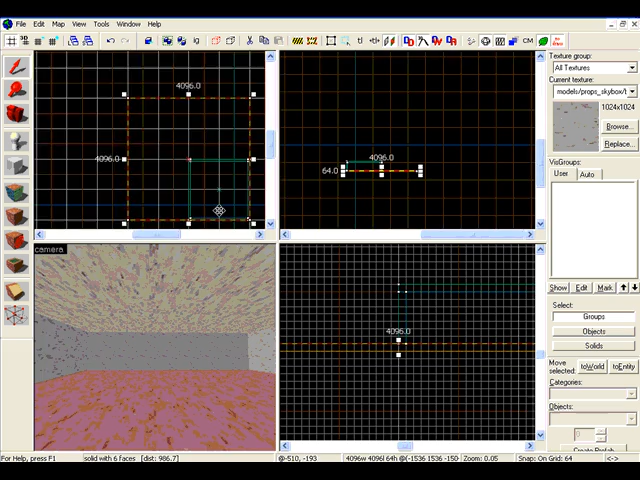 File Edit Map View Tools Window Help
Texture group:
All Textures
Current texture:
models/props_skybox/t
1024x1024
Browse...
Replace...
VisGroups:
User Auto
Show Edit Mark
Select:
Groups
Objects
Solids
Move selected:
toWorld toEntity
Categories:
Objects:
0
Create Prefab
3D
tl
CM
4096.0
4096.0
4096.0
64.0
camera
4096.0
For Help, press F1
solid with 6 faces [dist: 986.7]
@-510, -193
4096w 4096l 64h @(-1536 1536 -150
Zoom: 0.05
Snap: On Grid: 64
<->